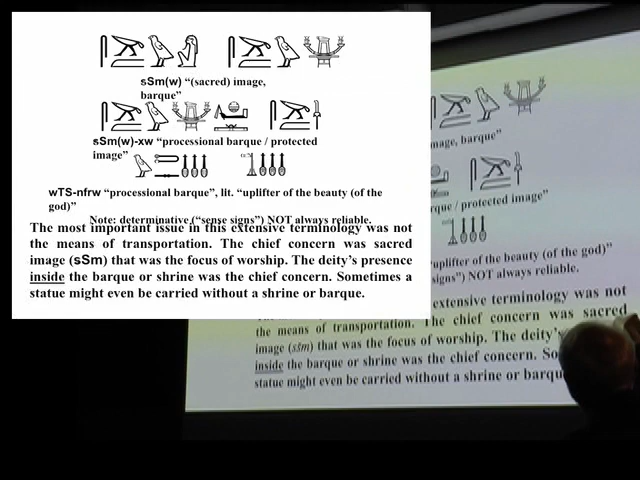 sSm(w) “(sacred) image,
barque”
sSm(w)-xw “processional barque / protected
image”
wTS-nfrw “processional barque”, lit. “uplifter of the beauty (of the
god)”
Note: determinative (“sense signs”) NOT always reliable.
The most important issue in this extensive terminology was not
the means of transportation. The chief concern was sacred
image (sSm) that was the focus of worship. The deity’s presence
inside the barque or shrine was the chief concern. Sometimes a
statue might even be carried without a shrine or barque.
mage, barque”
rque / protected image”
uplifter of the beauty (of the god)”
signs”) NOT always reliable.
extensive terminology was not
the means of transportation. The chief concern was sacred
image (sšm) that was the focus of worship. The deity’s
inside the barque or shrine was the chief concern. So
statue might even be carried without a shrine or barqu